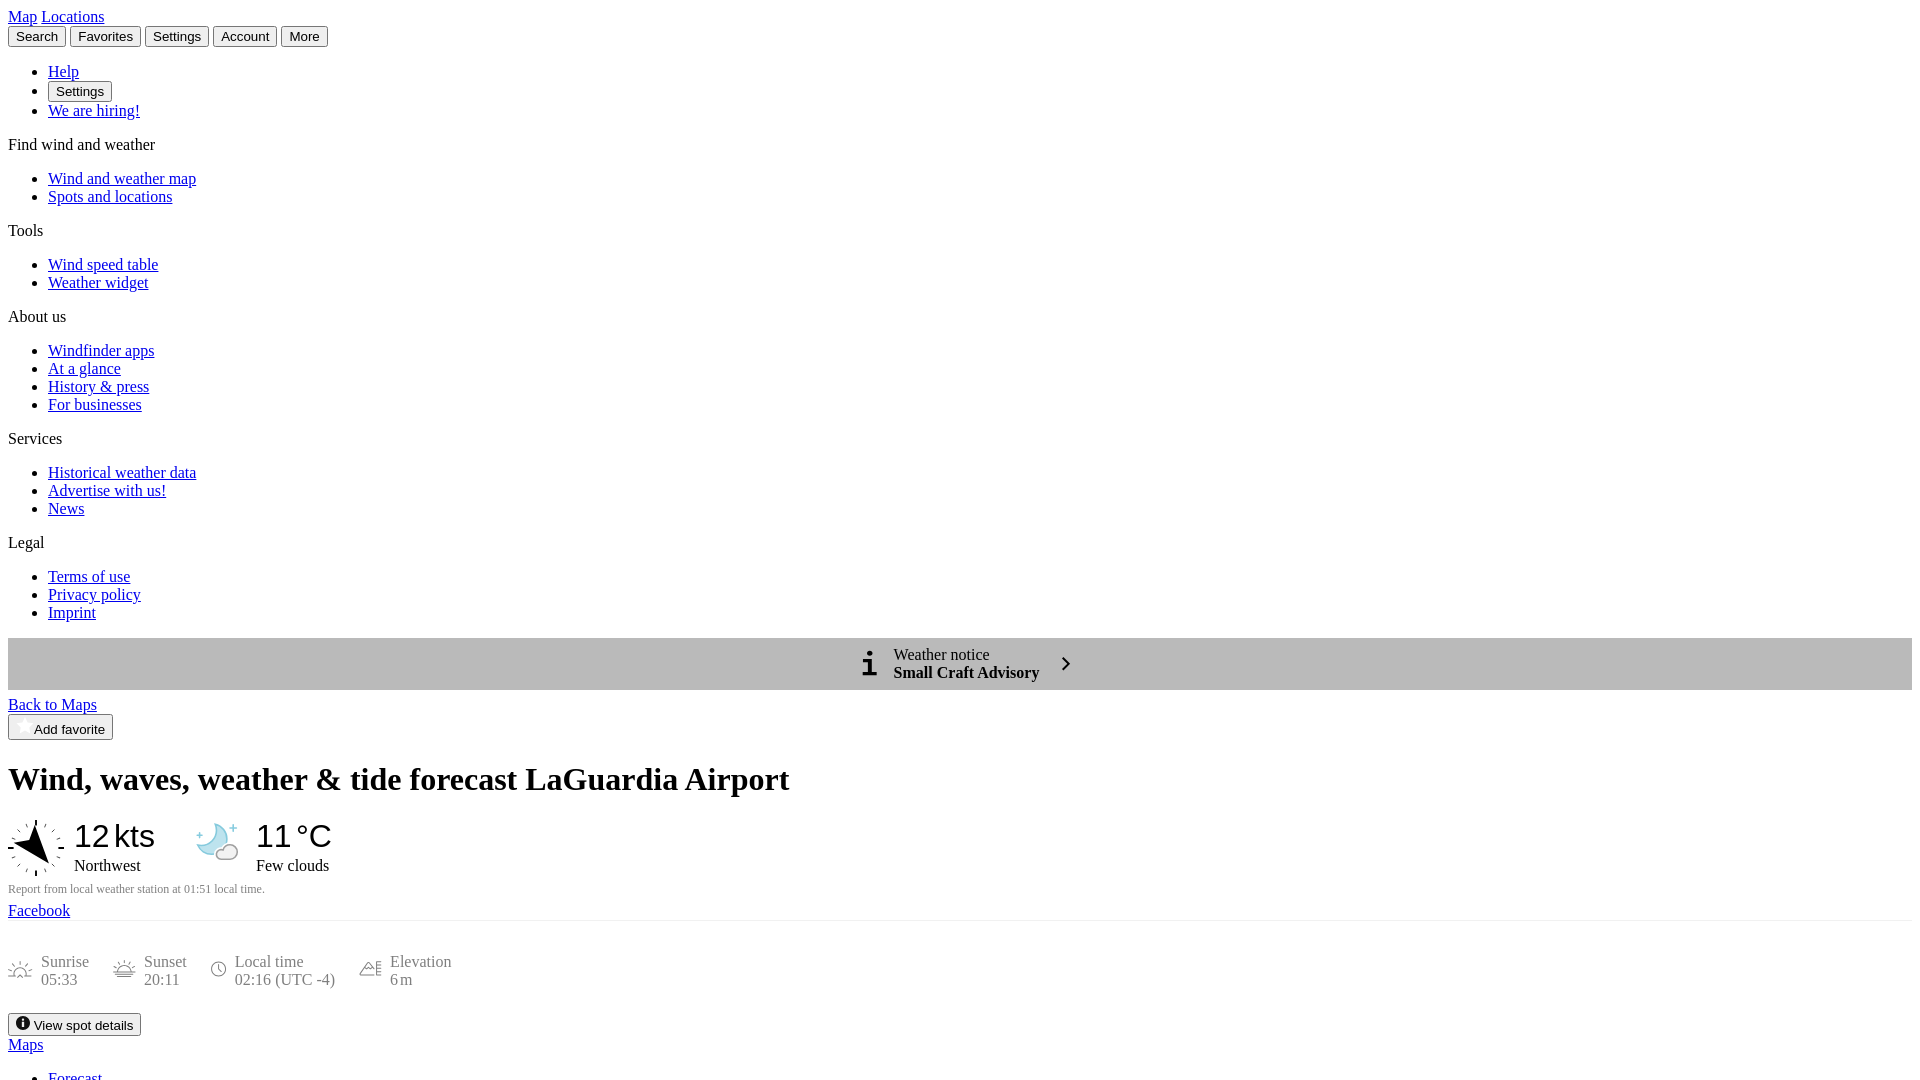 Map Locations
Search Favorites Settings Account More
Help
Settings
We are hiring!
Find wind and weather
Wind and weather map
Spots and locations
Tools
Wind speed table
Weather widget
About us
Windfinder apps
At a glance
History & press
For businesses
Services
Historical weather data
Advertise with us!
News
Legal
Terms of use
Privacy policy
Imprint
Weather notice
Small Craft Advisory
Back to Maps
Add favorite
Wind, waves, weather & tide forecast LaGuardia Airport
12 kts 11 °C
Northwest Few clouds
Report from local weather station at 01:51 local time.
Facebook
Sunrise Sunset Local time Elevation
05:33 20:11 02:16 (UTC -4) 6 m
View spot details
Maps
Forecast